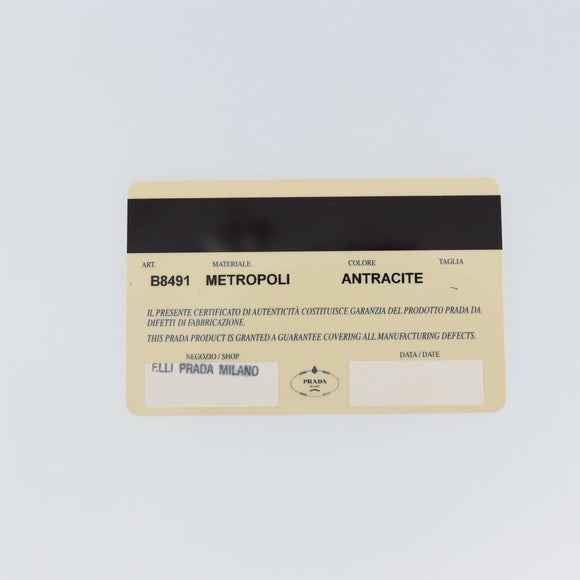 ART. MATERIALE COLORE TAGLIA
B8491 METROPOLI ANTRACITE
IL PRESENTE CERTIFICATO DI AUTENTICITÀ COSTITUISCE GARANZIA DEL PRODOTTO PRADA DA
DIFETTI DI FABBRICAZIONE.
THIS PRADA PRODUCT IS GRANTED A GUARANTEE COVERING ALL MANUFACTURING DEFECTS.
NEGOZIO / SHOP DATA / DATE
F.LLI PRADA MILANO
PRADA